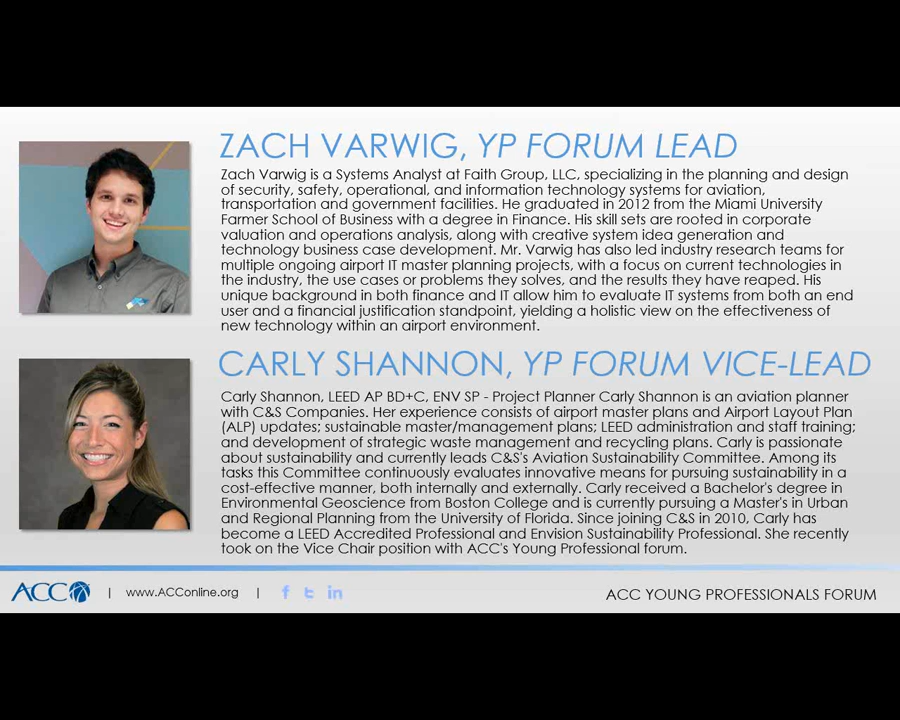 ZACH VARWIG, YP FORUM LEAD
Zach Varwig is a Systems Analyst at Faith Group, LLC, specializing in the planning and design
of security, safety, operational, and information technology systems for aviation,
transportation and government facilities. He graduated in 2012 from the Miami University
Farmer School of Business with a degree in Finance. His skill sets are rooted in corporate
valuation and operations analysis, along with creative system idea generation and
technology business case development. Mr. Varwig has also led industry research teams for
multiple ongoing airport IT master planning projects, with a focus on current technologies in
the industry, the use cases or problems they solves, and the results they have reaped. His
unique background in both finance and IT allow him to evaluate IT systems from both an end
user and a financial justification standpoint, yielding a holistic view on the effectiveness of
new technology within an airport environment.
CARLY SHANNON, YP FORUM VICE-LEAD
Carly Shannon, LEED AP BD+C, ENV SP - Project Planner Carly Shannon is an aviation planner
with C&S Companies. Her experience consists of airport master plans and Airport Layout Plan
(ALP) updates; sustainable master/management plans; LEED administration and staff training;
and development of strategic waste management and recycling plans. Carly is passionate
about sustainability and currently leads C&S's Aviation Sustainability Committee. Among its
tasks this Committee continuously evaluates innovative means for pursuing sustainability in a
cost-effective manner, both internally and externally. Carly received a Bachelor's degree in
Environmental Geoscience from Boston College and is currently pursuing a Master's in Urban
and Regional Planning from the University of Florida. Since joining C&S in 2010, Carly has
become a LEED Accredited Professional and Envision Sustainability Professional. She recently
took on the Vice Chair position with ACC's Young Professional forum.
ACC | www.ACConline.org | f t in ACC YOUNG PROFESSIONALS FORUM